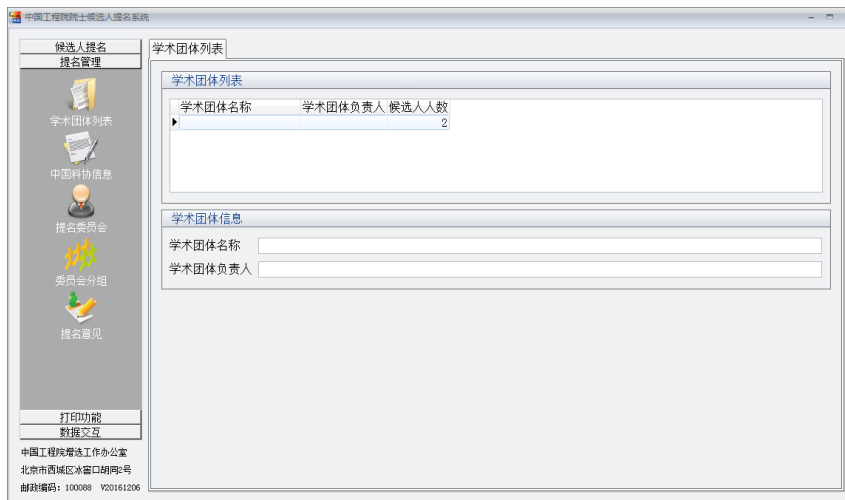 中国工程院院士候选人提名系统
候选人提名
提名管理
学术团体列表
中国科协信息
提名委员会
委员会分组
提名意见
打印功能
数据交互
中国工程院增选工作办公室
北京市西城区冰窖口胡同2号
邮政编码：100088 V20161206
学术团体列表
学术团体列表
学术团体名称 学术团体负责人 候选人人数
2
学术团体信息
学术团体名称
学术团体负责人